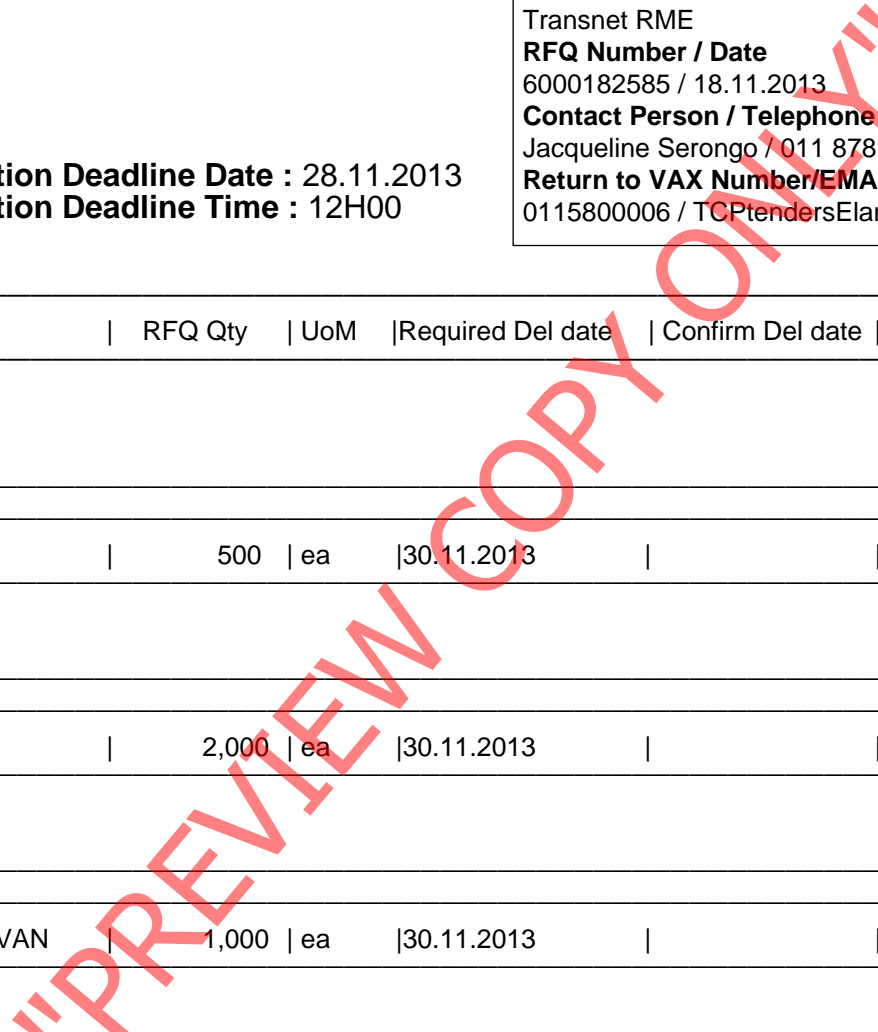 Transnet RME
RFQ Number / Date
6000182585 / 18.11.2013
Contact Person / Telephone
Jacqueline Serongo / 011 878
Return to VAX Number/EMA
0115800006 / TCPtendersElan
tion Deadline Date : 28.11.2013
tion Deadline Time : 12H00
| RFQ Qty | UoM |Required Del date | Confirm Del date |
| 500 | ea |30.11.2013 | |
| 2,000 | ea |30.11.2013 | |
VAN | 1,000 | ea |30.11.2013 | |
"PREVIEW COPY ONLY"